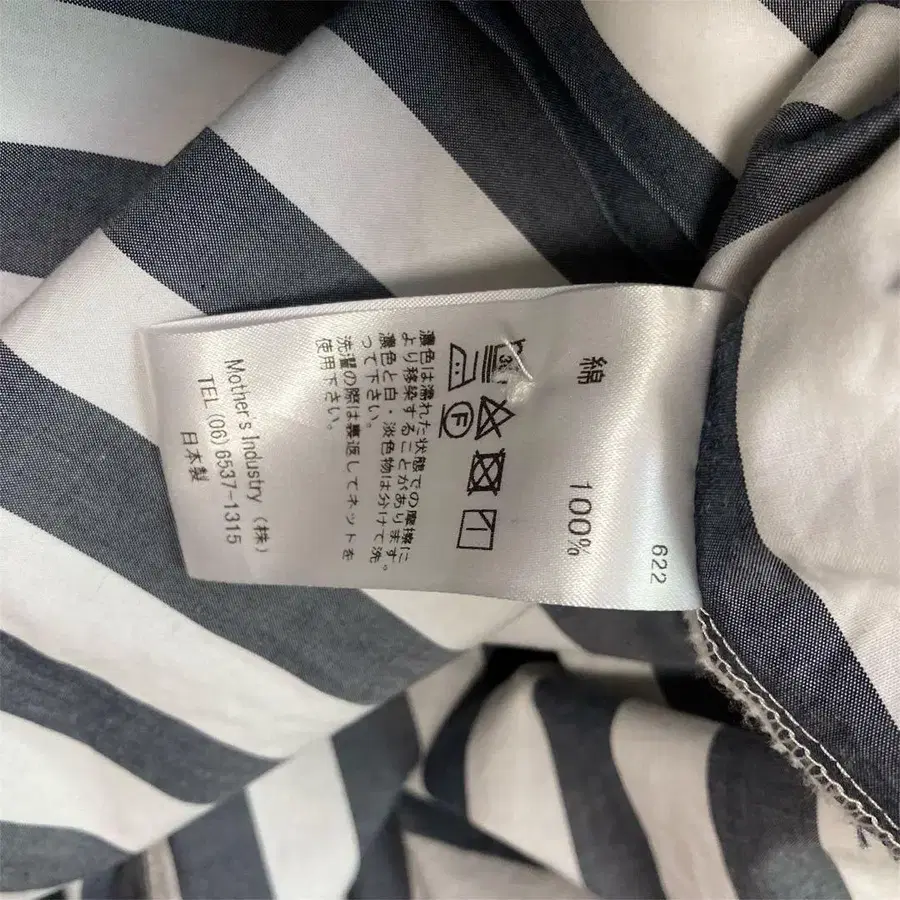 622
綿 100%
濃色は濡れた状態での摩擦に
より移染することがあります。
濃色と白・淡色物は分けて洗
って下さい。
洗濯の際は裏返してネットを
使用下さい。
Mother's Industry (株)
TEL (06)6537-1315
日本製